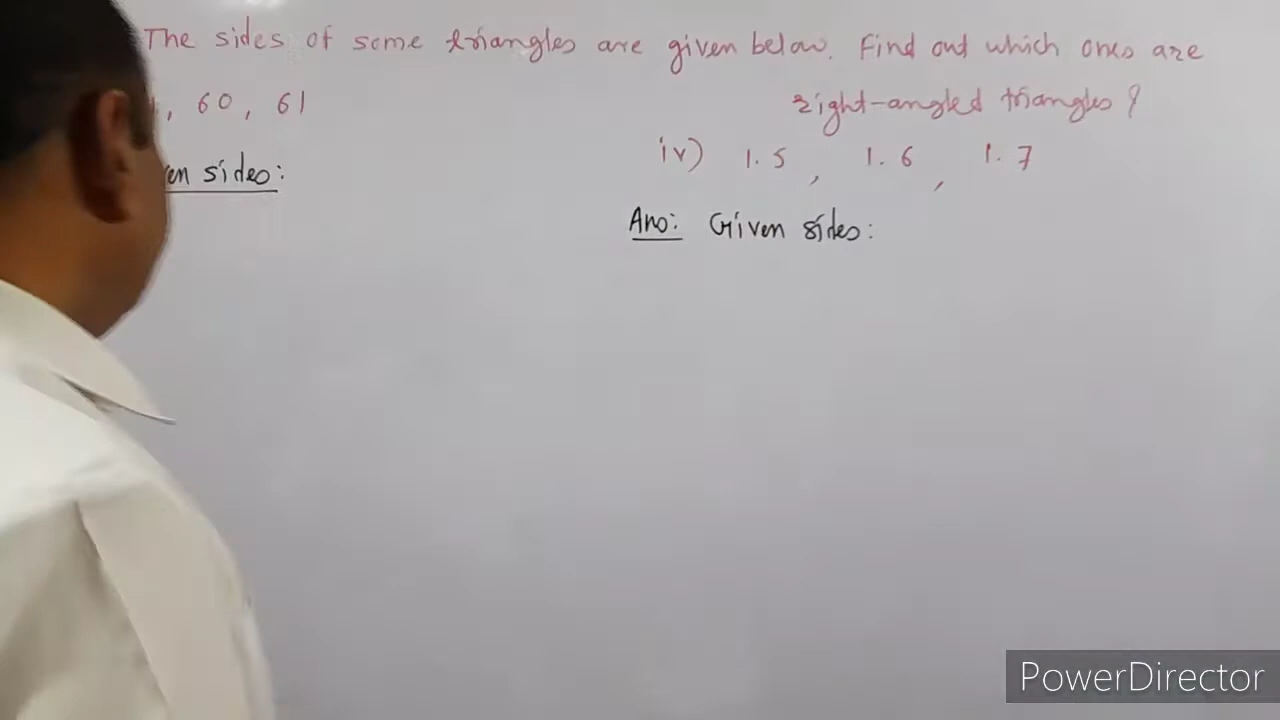 The sides of some triangles are given below. Find out which ones are
right-angled triangles?
, 60, 61
en sides:
iv) 1.5, 1.6, 1.7
Ans: Given sides:
PowerDirector